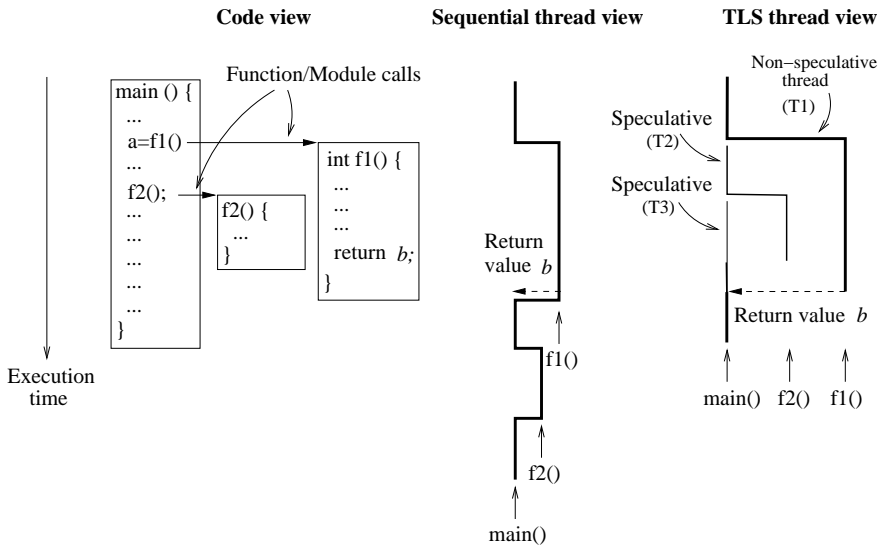 Code view
Sequential thread view
TLS thread view
Function/Module calls
main () {
...
a=f1()
...
f2();
...
...
...
...
...
}
f2() {
...
}
int f1() {
...
...
...
return b;
}
Execution
time
Return
value b
f1()
f2()
main()
Non−speculative
thread
(T1)
Speculative
(T2)
Speculative
(T3)
Return value b
main()
f2()
f1()